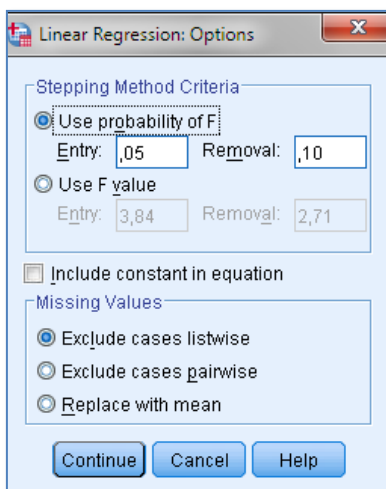 Linear Regression: Options
Stepping Method Criteria
Use probability of F
Entry: ,05 Removal: ,10
Use F value
Entry: 3,84 Removal: 2,71
Include constant in equation
Missing Values
Exclude cases listwise
Exclude cases pairwise
Replace with mean
Continue Cancel Help